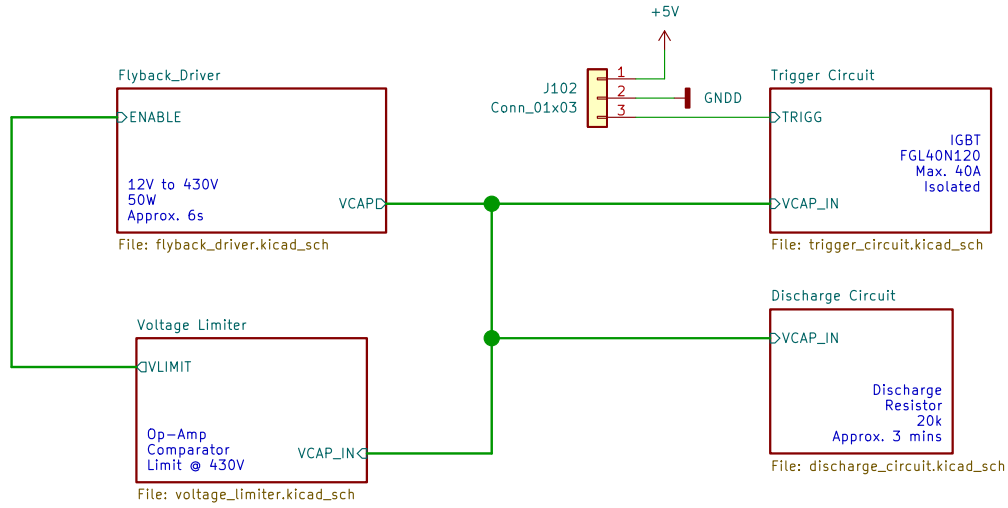 +5V
Flyback_Driver
ENABLE
12V to 430V
50W
Approx. 6s
VCAP
File: flyback_driver.kicad_sch
J102
Conn_01x03
1
2
3
GNDD
Trigger Circuit
TRIGG
IGBT
FGL40N120
Max. 40A
Isolated
VCAP_IN
File: trigger_circuit.kicad_sch
Voltage Limiter
VLIMIT
Op-Amp
Comparator
Limit @ 430V
VCAP_IN
File: voltage_limiter.kicad_sch
Discharge Circuit
VCAP_IN
Discharge
Resistor
20k
Approx. 3 mins
File: discharge_circuit.kicad_sch